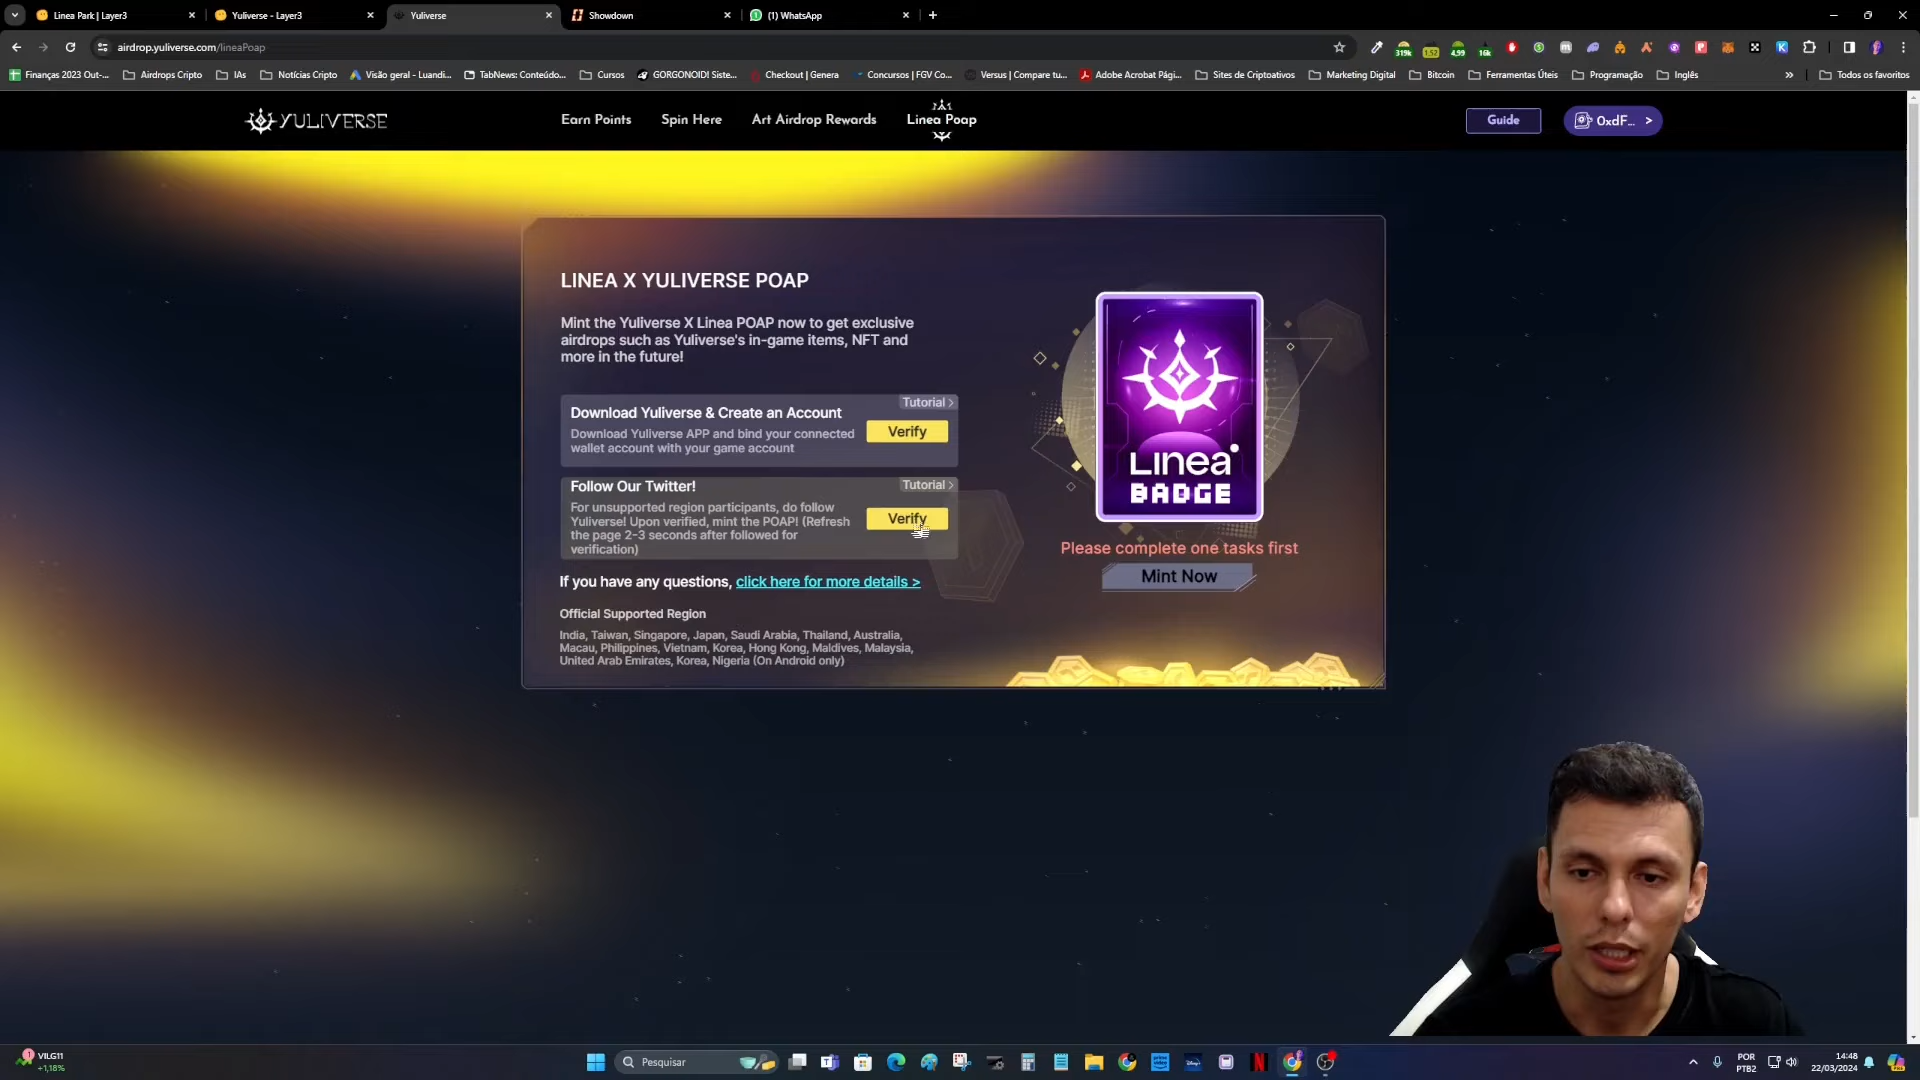 Linea Park | Layer3
Yuliverse - Layer3
Yuliverse
Showdown
(1) WhatsApp
airdrop.yuliverse.com/lineaPoap
319k
1.52
4,99
16k
Finanças 2023 Out-...
Airdrops Cripto
IAs
Notícias Cripto
Visão geral - Luandi...
TabNews: Conteúdo...
Cursos
GORGONOID! Siste...
Checkout | Genera
Concursos | FGV Co...
Versus | Compare tu...
Adobe Acrobat Pági...
Sites de Criptoativos
Marketing Digital
Bitcoin
Ferramentas Úteis
Programação
Inglês
»
Todos os favoritos
YULIVERSE
Earn Points
Spin Here
Art Airdrop Rewards
Linea Poap
Guide
0xdF... >
LINEA X YULIVERSE POAP
Mint the Yuliverse X Linea POAP now to get exclusive
airdrops such as Yuliverse's in-game items, NFT and
more in the future!
Tutorial >
Download Yuliverse & Create an Account
Verify
Download Yuliverse APP and bind your connected
wallet account with your game account
Tutorial >
Follow Our Twitter!
For unsupported region participants, do follow
Yuliverse! Upon verified, mint the POAP! (Refresh
the page 2-3 seconds after followed for
verification)
Verify
If you have any questions, click here for more details >
Official Supported Region
India, Taiwan, Singapore, Japan, Saudi Arabia, Thailand, Australia,
Macau, Philippines, Vietnam, Korea, Hong Kong, Maldives, Malaysia,
United Arab Emirates, Korea, Nigeria (On Android only)
Linea
BADGE
Please complete one tasks first
Mint Now
1
VILG11
+1,18%
Pesquisar
POR
PTB2
14:48
22/03/2024